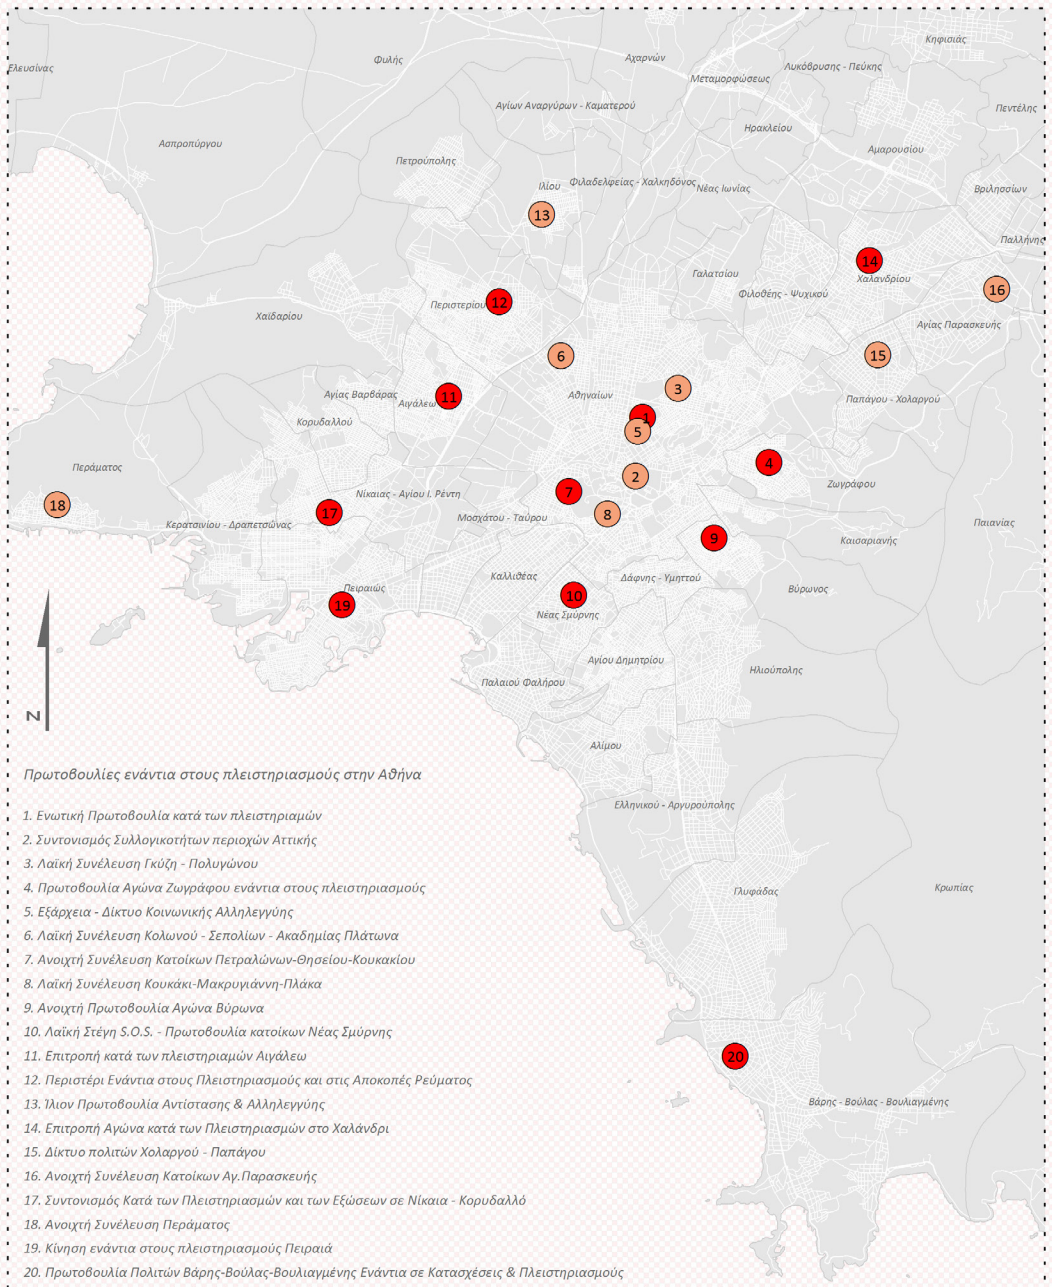 Κηφισιάς
Φυλής
Αχαρνών
Ελευσίνας
Λυκόβρυσης - Πεύκης
Μεταμορφώσεως
Αγίων Αναργύρων - Καματερού
Πεντέλης
Ηρακλείου
Ασπροπύργου
Αμαρουσίου
Πετρούπολης
Ιλίου
Φιλαδελφείας - Χαλκηδόνος
Νέας Ιωνίας
Βριλησσίων
13
Παλλήνης
14
Γαλατσίου
Χαλανδρίου
16
Φιλοθέης - Ψυχικού
12
Περιστερίου
Χαϊδαρίου
Αγίας Παρασκευής
6
15
3
Αγίας Βαρβάρας
11
Αθηναίων
Αιγάλεω
Παπάγου - Χολαργού
1
Κορυδαλλού
5
4
Περάματος
2
Ζωγράφου
7
Νίκαιας - Αγίου Ι. Ρέντη
18
17
8
Μοσχάτου - Ταύρου
Κερατσινίου - Δραπετσώνας
Παιανίας
9
Καισαριανής
Καλλιθέας
Δάφνης - Υμηττού
Πειραιώς
Βύρωνος
10
19
Νέας Σμύρνης
Αγίου Δημητρίου
Ηλιούπολης
Παλαιού Φαλήρου
N
Αλίμου
Πρωτοβουλίες ενάντια στους πλειστηριασμούς στην Αθήνα
Ελληνικού - Αργυρούπολης
1. Ενωτική Πρωτοβουλία κατά των πλειστηριαμών
2. Συντονισμός Συλλογικοτήτων περιοχών Αττικής
3. Λαϊκή Συνέλευση Γκύζη - Πολυγώνου
4. Πρωτοβουλία Αγώνα Ζωγράφου ενάντια στους πλειστηριασμούς
Γλυφάδας
Κρωπίας
5. Εξάρχεια - Δίκτυο Κοινωνικής Αλληλεγγύης
6. Λαϊκή Συνέλευση Κολωνού - Σεπολίων - Ακαδημίας Πλάτωνα
7. Ανοιχτή Συνέλευση Κατοίκων Πετραλώνων-Θησείου-Κουκακίου
8. Λαϊκή Συνέλευση Κουκάκι-Μακρυγιάννη-Πλάκα
9. Ανοιχτή Πρωτοβουλία Αγώνα Βύρωνα
10. Λαϊκή Στέγη S.O.S. - Πρωτοβουλία κατοίκων Νέας Σμύρνης
11. Επιτροπή κατά των πλειστηριαμών Αιγάλεω
20
12. Περιστέρι Ενάντια στους Πλειστηριασμούς και στις Αποκοπές Ρεύματος
Βάρης - Βούλας - Βουλιαγμένης
13. Ίλιον Πρωτοβουλία Αντίστασης & Αλληλεγγύης
14. Επιτροπή Αγώνα κατά των Πλειστηριασμών στο Χαλάνδρι
15. Δίκτυο πολιτών Χολαργού - Παπάγου
16. Ανοιχτή Συνέλευση Κατοίκων Αγ.Παρασκευής
17. Συντονισμός Κατά των Πλειστηριασμών και των Εξώσεων σε Νίκαια - Κορυδαλλό
18. Ανοιχτή Συνέλευση Περάματος
19. Κίνηση ενάντια στους πλειστηριασμούς Πειραιά
20. Πρωτοβουλία Πολιτών Βάρης-Βούλας-Βουλιαγμένης Ενάντια σε Κατασχέσεις & Πλειστηριασμούς